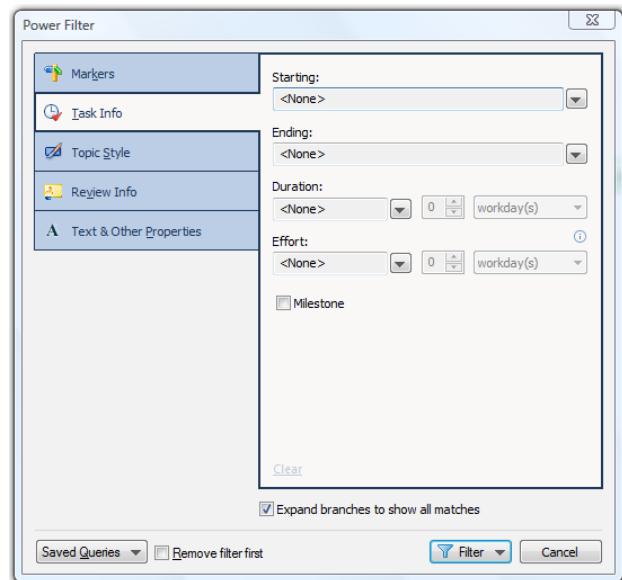 Power Filter
Markers
Task Info
Topic Style
Review Info
A Text & Other Properties
Starting:
<None>
Ending:
<None>
Duration:
<None> 0 workday(s)
Effort:
<None> 0 workday(s)
Milestone
Clear
Expand branches to show all matches
Saved Queries Remove filter first Filter Cancel